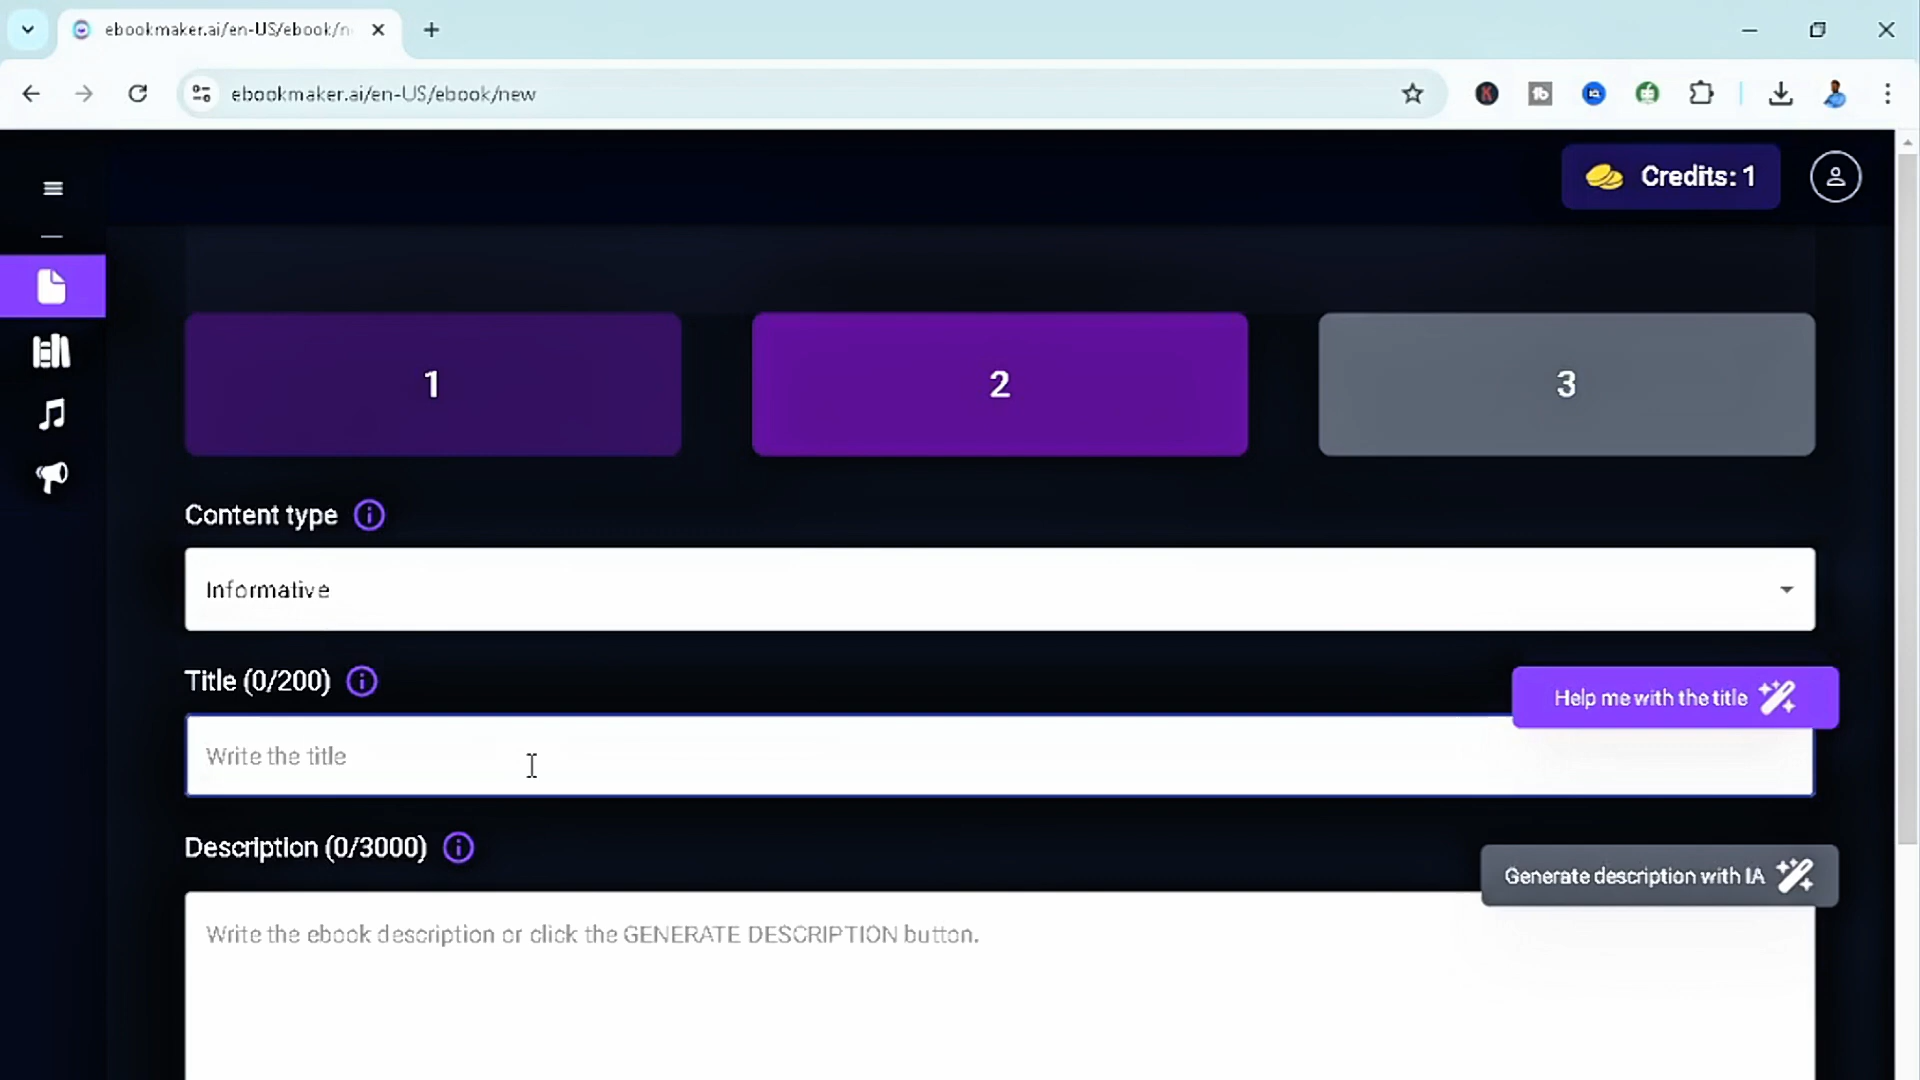 ebookmaker.ai/en-US/ebook/n
ebookmaker.ai/en-US/ebook/new
Credits: 1
1
2
3
Content type
Informative
Title (0/200)
Help me with the title
Write the title
Description (0/3000)
Generate description with IA
Write the ebook description or click the GENERATE DESCRIPTION button.